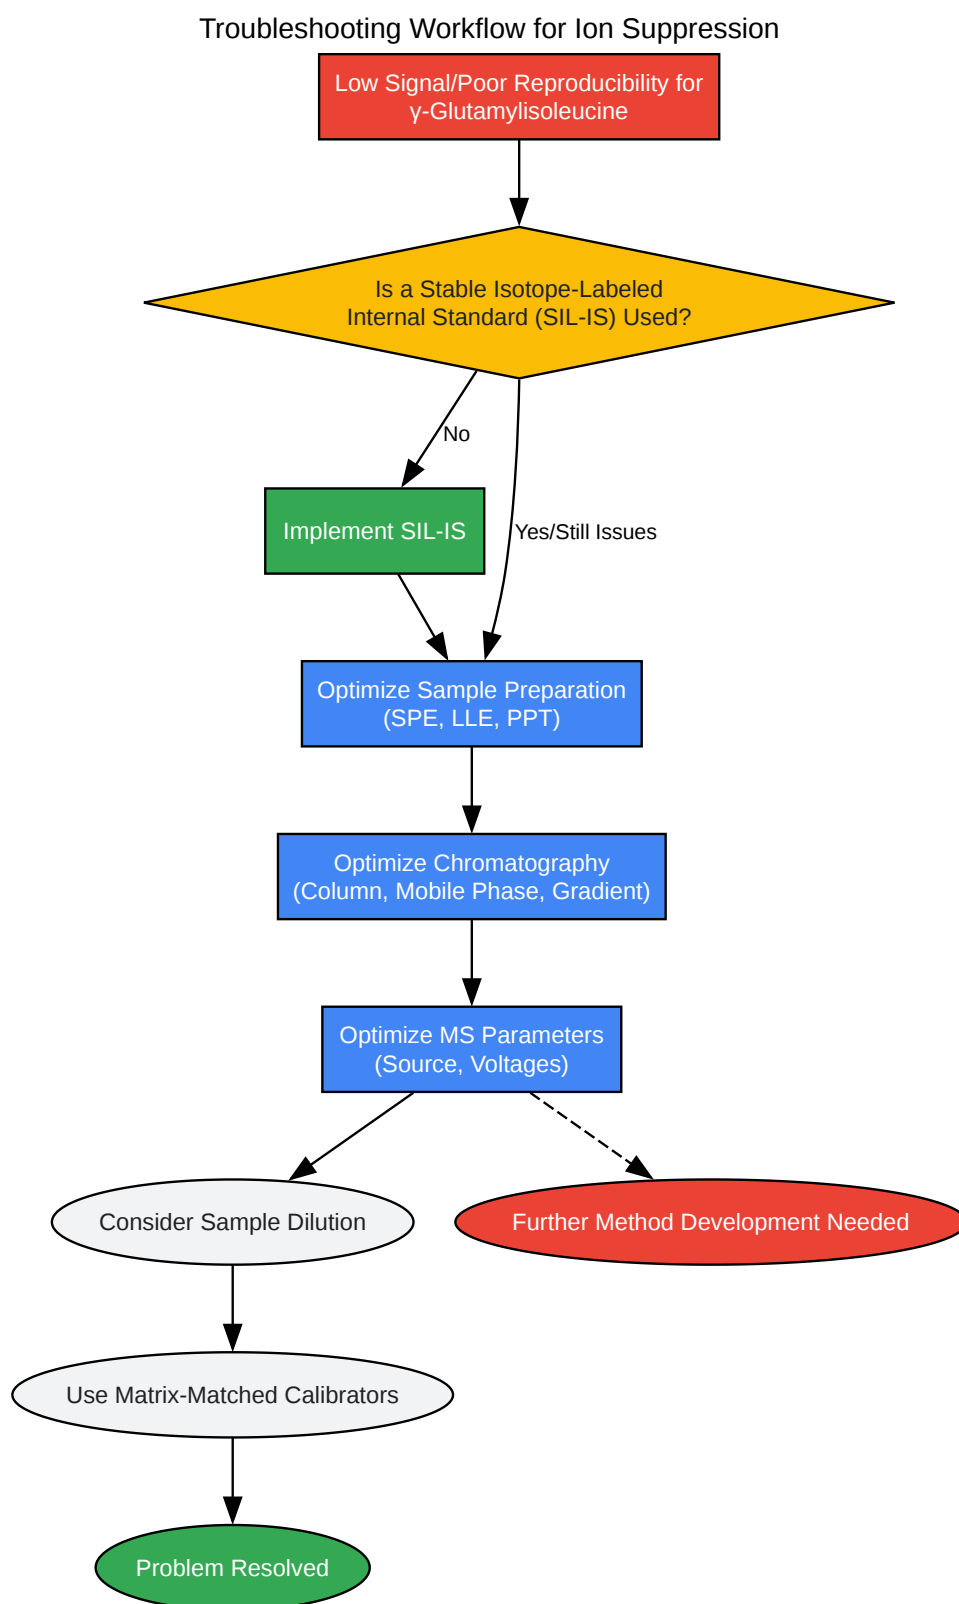 Troubleshooting Workflow for Ion Suppression
Low Signal/Poor Reproducibility for
γ-Glutamylisoleucine
Is a Stable Isotope-Labeled
Internal Standard (SIL-IS) Used?
No
Implement SIL-IS
Yes/Still Issues
Optimize Sample Preparation
(SPE, LLE, PPT)
Optimize Chromatography
(Column, Mobile Phase, Gradient)
Optimize MS Parameters
(Source, Voltages)
Consider Sample Dilution
Further Method Development Needed
Use Matrix-Matched Calibrators
Problem Resolved